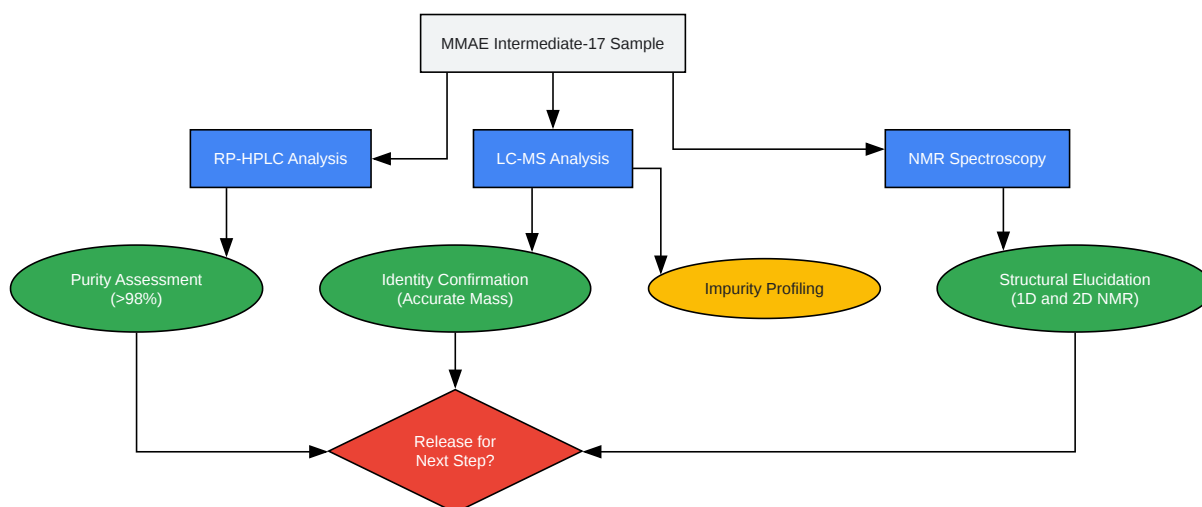 MMAE Intermediate-17 Sample
RP-HPLC Analysis
LC-MS Analysis
NMR Spectroscopy
Purity Assessment
(>98%)
Identity Confirmation
(Accurate Mass)
Impurity Profiling
Structural Elucidation
(1D and 2D NMR)
Release for
Next Step?